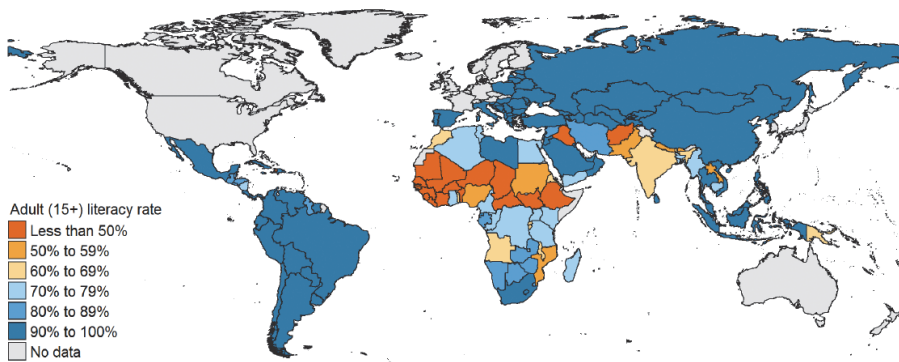 Adult (15+) literacy rate
Less than 50%
50% to 59%
60% to 69%
70% to 79%
80% to 89%
90% to 100%
No data